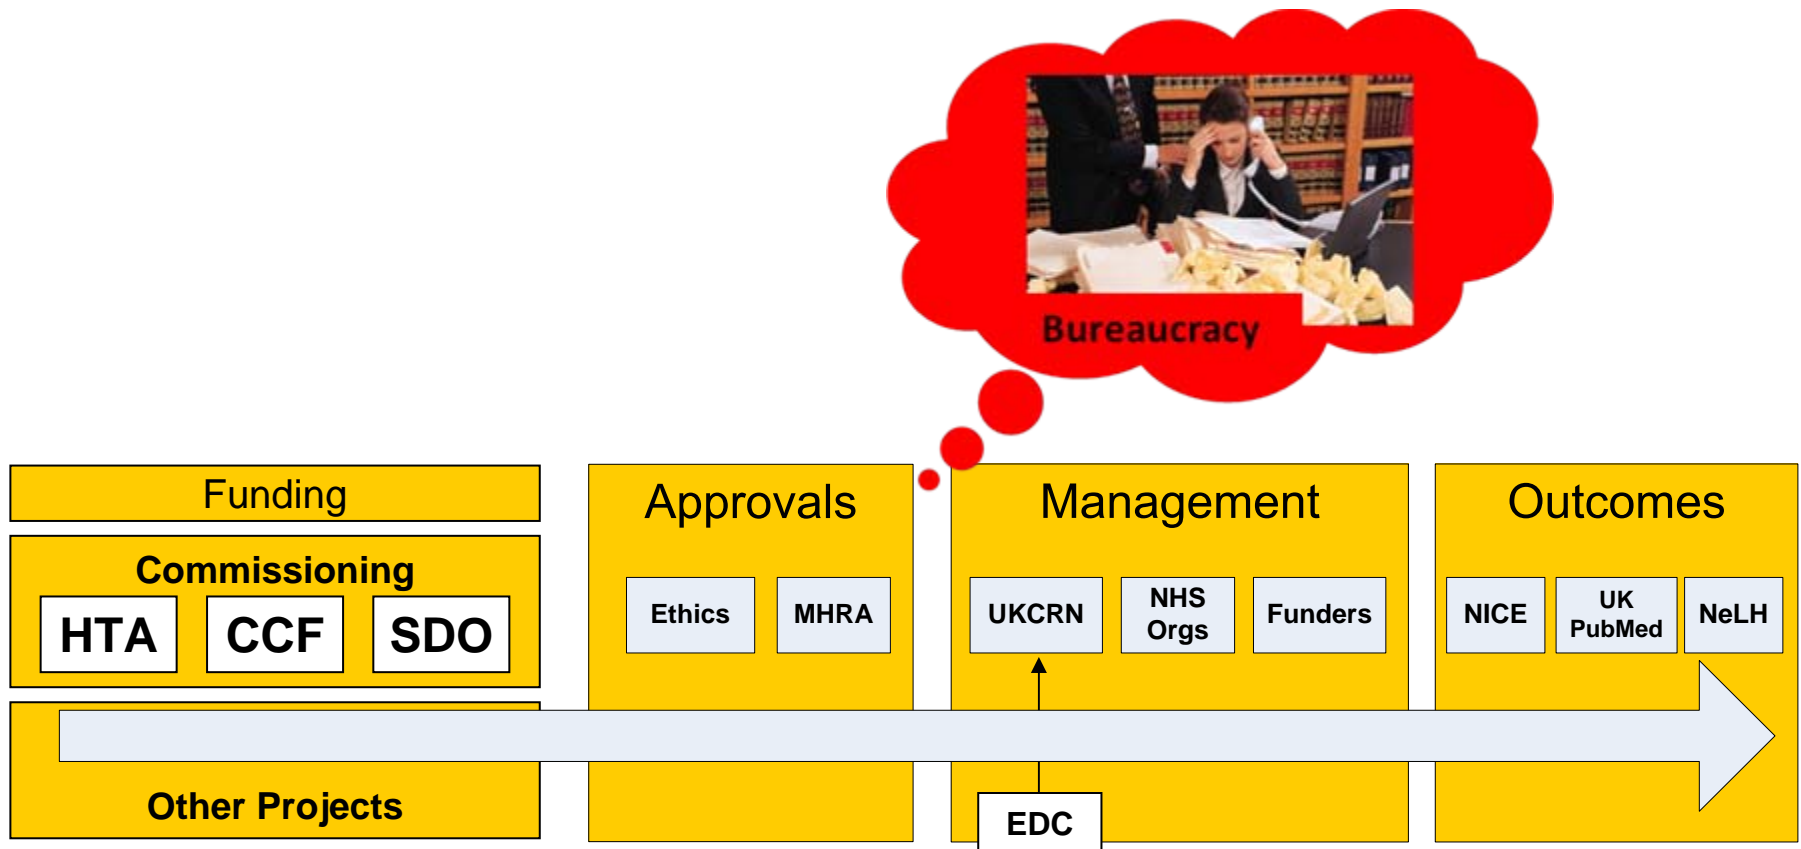 Bureaucracy
Funding
Commissioning
HTA
CCF
SDO
Other Projects
Approvals
Ethics
MHRA
Management
UKCRN
NHS
Orgs
Funders
EDC
Outcomes
NICE
UK
PubMed
NeLH